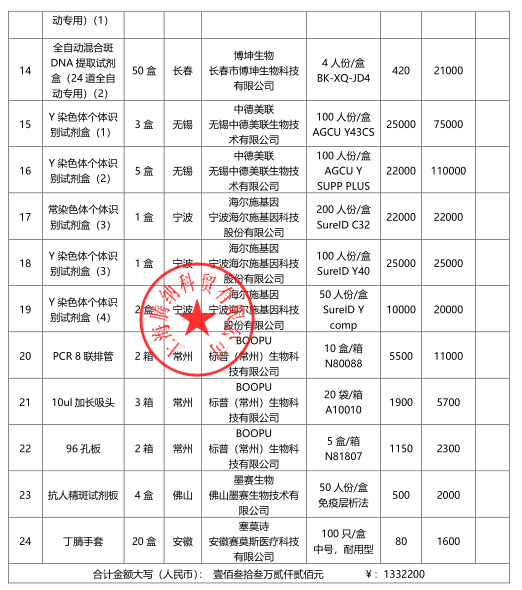 动专用）（1）
14 全自动混合斑DNA 提取试剂盒（24 道全自动专用）（2） 50 盒 长春 博坤生物 长春市博坤生物科技有限公司 4 人份/盒 BK-XQ-JD4 420 21000
15 Y 染色体个体识别试剂盒（1） 3 盒 无锡 中德美联 无锡中德美联生物技术有限公司 100 人份/盒 AGCU Y43CS 25000 75000
16 Y 染色体个体识别试剂盒（2） 5 盒 无锡 中德美联 无锡中德美联生物技术有限公司 100 人份/盒 AGCU Y SUPP PLUS 22000 110000
17 常染色体个体识别试剂盒（3） 1 盒 宁波 海尔施基因 宁波海尔施基因科技股份有限公司 200 人份/盒 SureID C32 22000 22000
18 Y 染色体个体识别试剂盒（3） 1 盒 宁波 海尔施基因 宁波海尔施基因科技股份有限公司 100 人份/盒 SureID Y40 25000 25000
19 Y 染色体个体识别试剂盒（4） 2 盒 宁波 海尔施基因 宁波海尔施基因科技股份有限公司 50 人份/盒 SureID Y comp 10000 20000
20 PCR 8 联排管 2 箱 常州 BOOPU 标普（常州）生物科技有限公司 10 盒/箱 N80088 5500 11000
21 10ul 加长吸头 3 箱 常州 BOOPU 标普（常州）生物科技有限公司 20 袋/箱 A10010 1900 5700
22 96 孔板 2 箱 常州 BOOPU 标普（常州）生物科技有限公司 5 盒/箱 N81807 1150 2300
23 抗人精斑试剂板 4 盒 佛山 墨赛生物 佛山墨赛生物技术有限公司 50 人份/盒 免疫层析法 500 2000
24 丁腈手套 20 盒 安徽 塞莫诗 安徽赛莫斯医疗科技有限公司 100 只/盒 中号，耐用型 80 1600
合计金额大写（人民币）： 壹佰叁拾叁万贰仟贰佰元 ¥：1332200
上海腾纳科贸有限公司